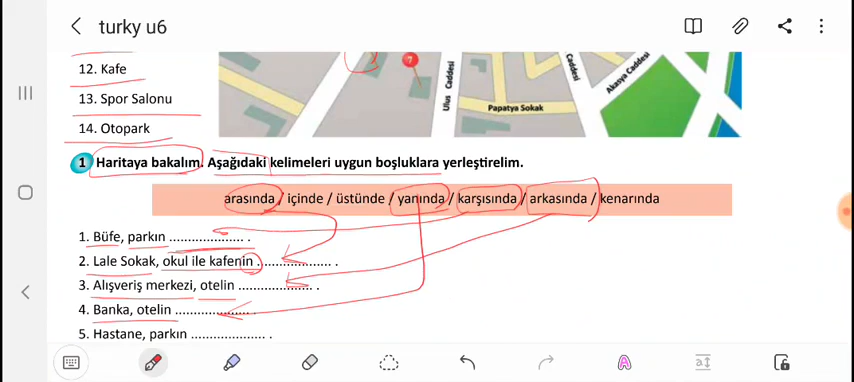 turky u6
12. Kafe
13. Spor Salonu
14. Otopark
7
Ulus Caddesi
Caddesi
Akasya Caddesi
Papatya Sokak
1 Haritaya bakalım. Aşağıdaki kelimeleri uygun boşluklara yerleştirelim.
arasında / içinde / üstünde / yanında / karşısında / arkasında / kenarında
1. Büfe, parkın ...................... .
2. Lale Sokak, okul ile kafenin ...................... .
3. Alışveriş merkezi, otelin ...................... .
4. Banka, otelin ...................... .
5. Hastane, parkın ...................... .
A
a↕